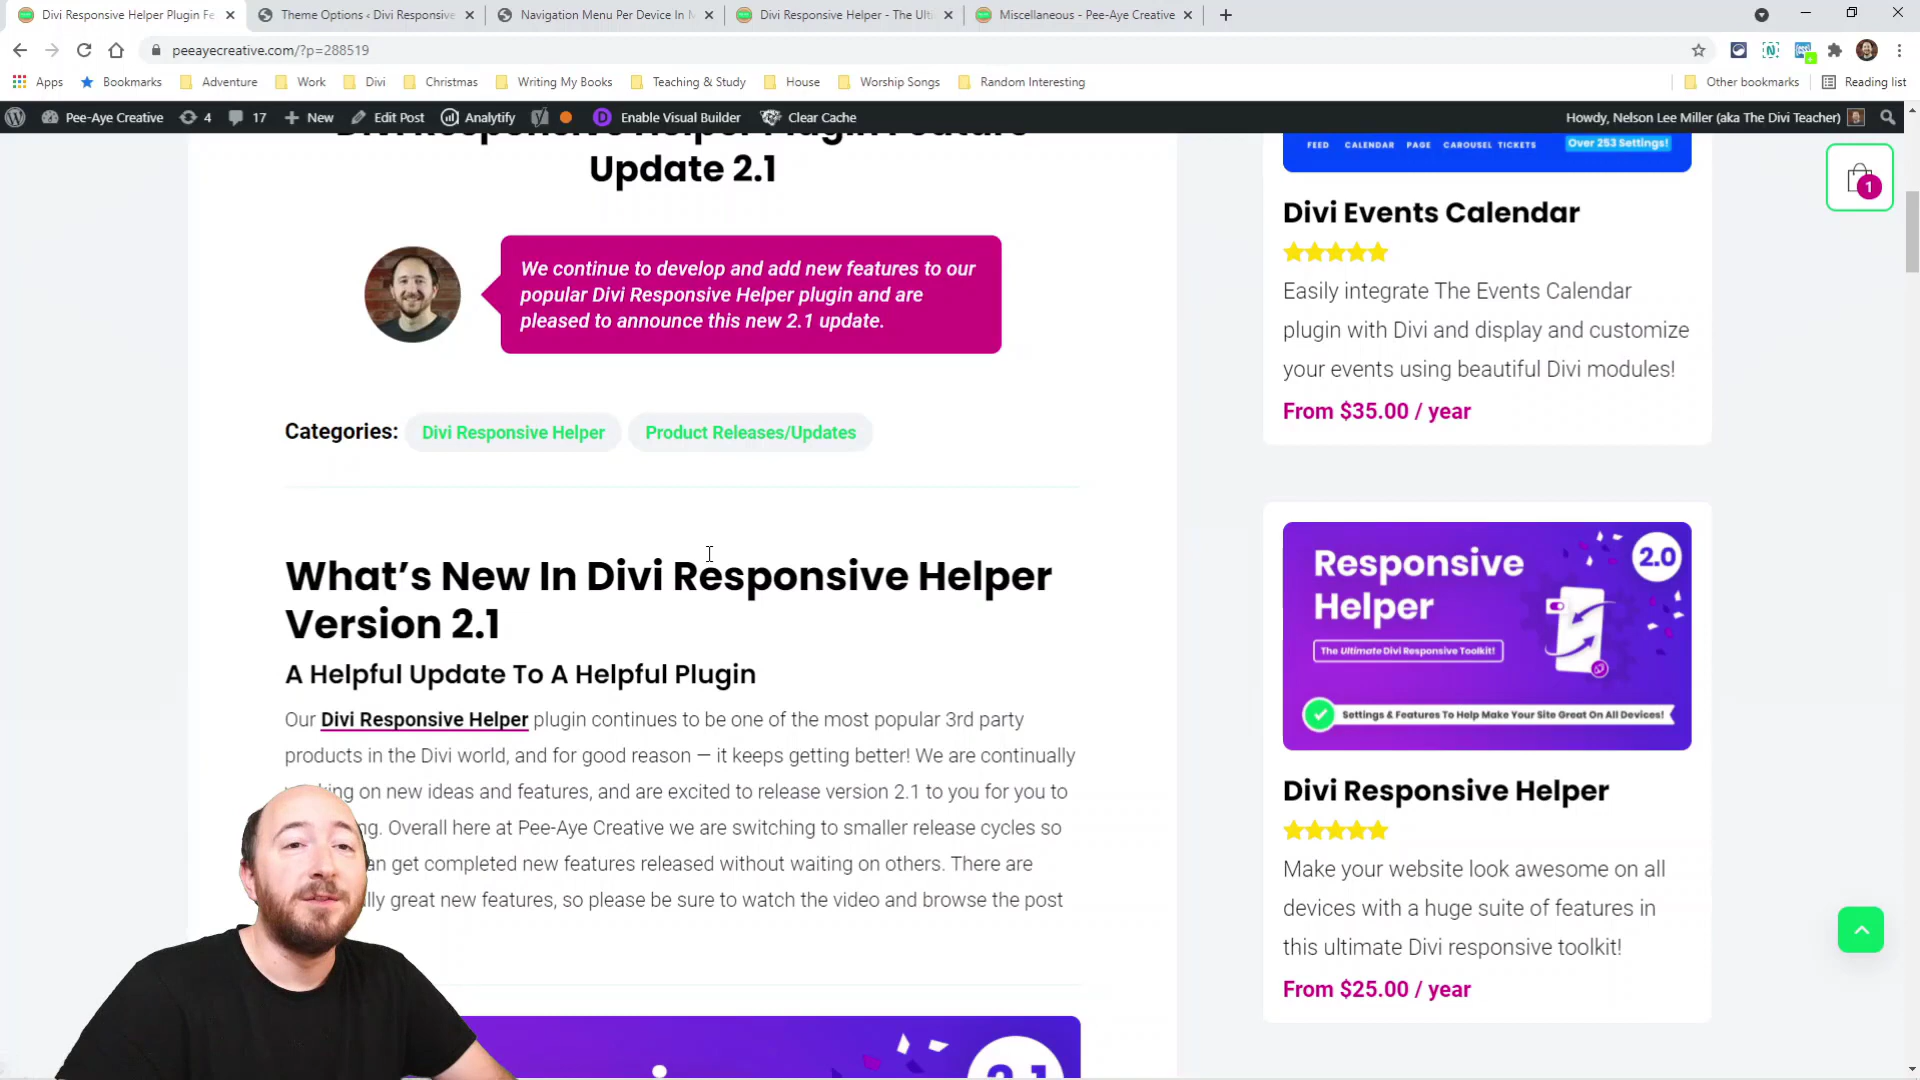 Divi Responsive Helper Plugin Fe
Theme Options ‹ Divi Responsive
Navigation Menu Per Device In
Divi Responsive Helper - The Ult
Miscellaneous - Pee-Aye Creative
peeayecreative.com/?p=288519
Apps
Bookmarks
Adventure
Work
Divi
Christmas
Writing My Books
Teaching & Study
House
Worship Songs
Random Interesting
Other bookmarks
Reading list
Pee-Aye Creative
4
17
New
Edit Post
Analytify
Enable Visual Builder
Clear Cache
Howdy, Nelson Lee Miller (aka The Divi Teacher)
Divi Responsive Helper Plugin Feature
Update 2.1
We continue to develop and add new features to our
popular Divi Responsive Helper plugin and are
pleased to announce this new 2.1 update.
Categories: Divi Responsive Helper Product Releases/Updates
What’s New In Divi Responsive Helper
Version 2.1
A Helpful Update To A Helpful Plugin
Our Divi Responsive Helper plugin continues to be one of the most popular 3rd party
products in the Divi world, and for good reason — it keeps getting better! We are continually
on new ideas and features, and are excited to release version 2.1 to you for you to
Overall here at Pee-Aye Creative we are switching to smaller release cycles so
get completed new features released without waiting on others. There are
great new features, so please be sure to watch the video and browse the post
2.1
FEED CALENDAR PAGE CAROUSEL TICKETS Over 253 Settings!
Divi Events Calendar
Easily integrate The Events Calendar
plugin with Divi and display and customize
your events using beautiful Divi modules!
From $35.00 / year
1
Responsive
Helper
2.0
The Ultimate Divi Responsive Toolkit!
Settings & Features To Help Make Your Site Great On All Devices!
Divi Responsive Helper
Make your website look awesome on all
devices with a huge suite of features in
this ultimate Divi responsive toolkit!
From $25.00 / year